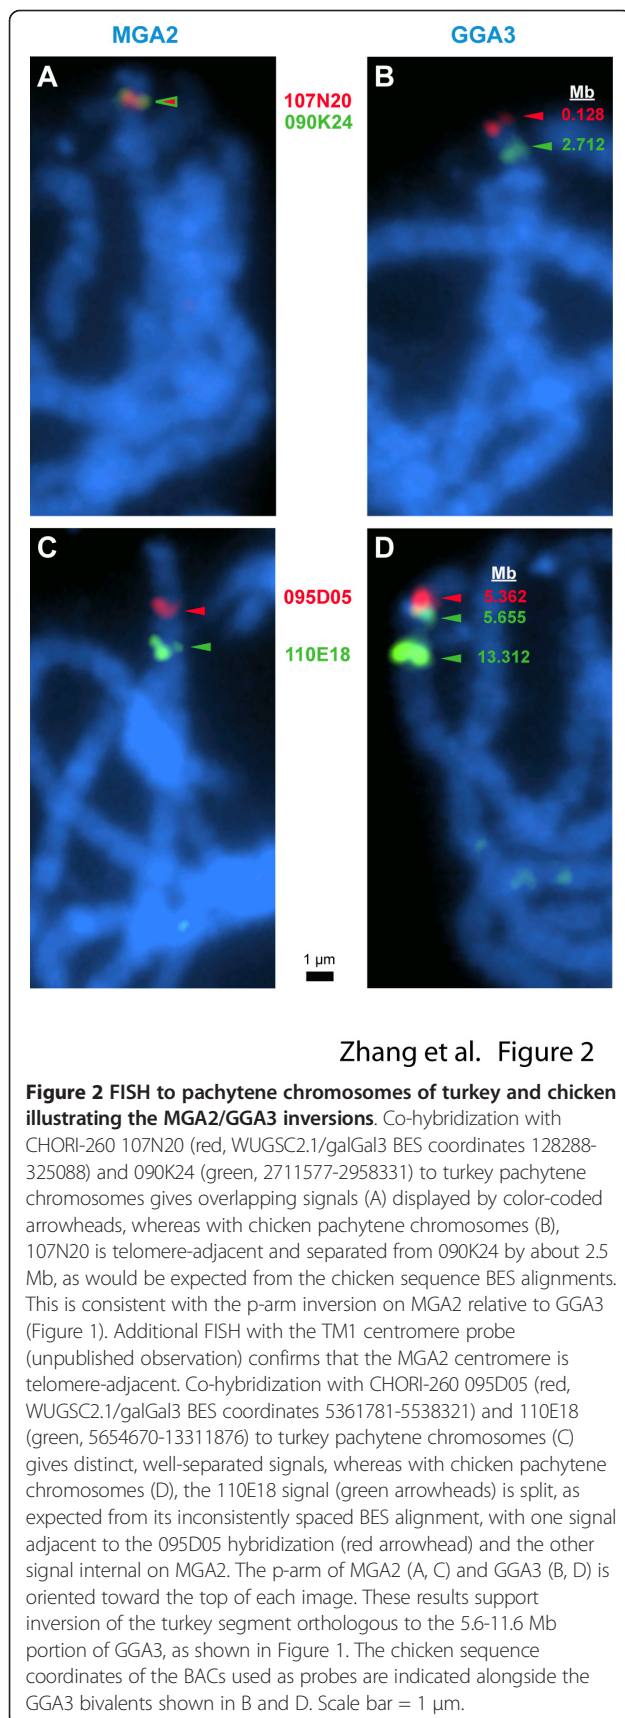 MGA2
GGA3
A
107N20
090K24
B
Mb
0.128
2.712
C
095D05
110E18
D
Mb
5.362
5.655
13.312
1 µm
Zhang et al. Figure 2
Figure 2 FISH to pachytene chromosomes of turkey and chicken
illustrating the MGA2/GGA3 inversions. Co-hybridization with
CHORI-260 107N20 (red, WUGSC2.1/galGal3 BES coordinates 128288-
325088) and 090K24 (green, 2711577-2958331) to turkey pachytene
chromosomes gives overlapping signals (A) displayed by color-coded
arrowheads, whereas with chicken pachytene chromosomes (B),
107N20 is telomere-adjacent and separated from 090K24 by about 2.5
Mb, as would be expected from the chicken sequence BES alignments.
This is consistent with the p-arm inversion on MGA2 relative to GGA3
(Figure 1). Additional FISH with the TM1 centromere probe
(unpublished observation) confirms that the MGA2 centromere is
telomere-adjacent. Co-hybridization with CHORI-260 095D05 (red,
WUGSC2.1/galGal3 BES coordinates 5361781-5538321) and 110E18
(green, 5654670-13311876) to turkey pachytene chromosomes (C)
gives distinct, well-separated signals, whereas with chicken pachytene
chromosomes (D), the 110E18 signal (green arrowheads) is split, as
expected from its inconsistently spaced BES alignment, with one signal
adjacent to the 095D05 hybridization (red arrowhead) and the other
signal internal on MGA2. The p-arm of MGA2 (A, C) and GGA3 (B, D) is
oriented toward the top of each image. These results support
inversion of the turkey segment orthologous to the 5.6-11.6 Mb
portion of GGA3, as shown in Figure 1. The chicken sequence
coordinates of the BACs used as probes are indicated alongside the
GGA3 bivalents shown in B and D. Scale bar = 1 µm.